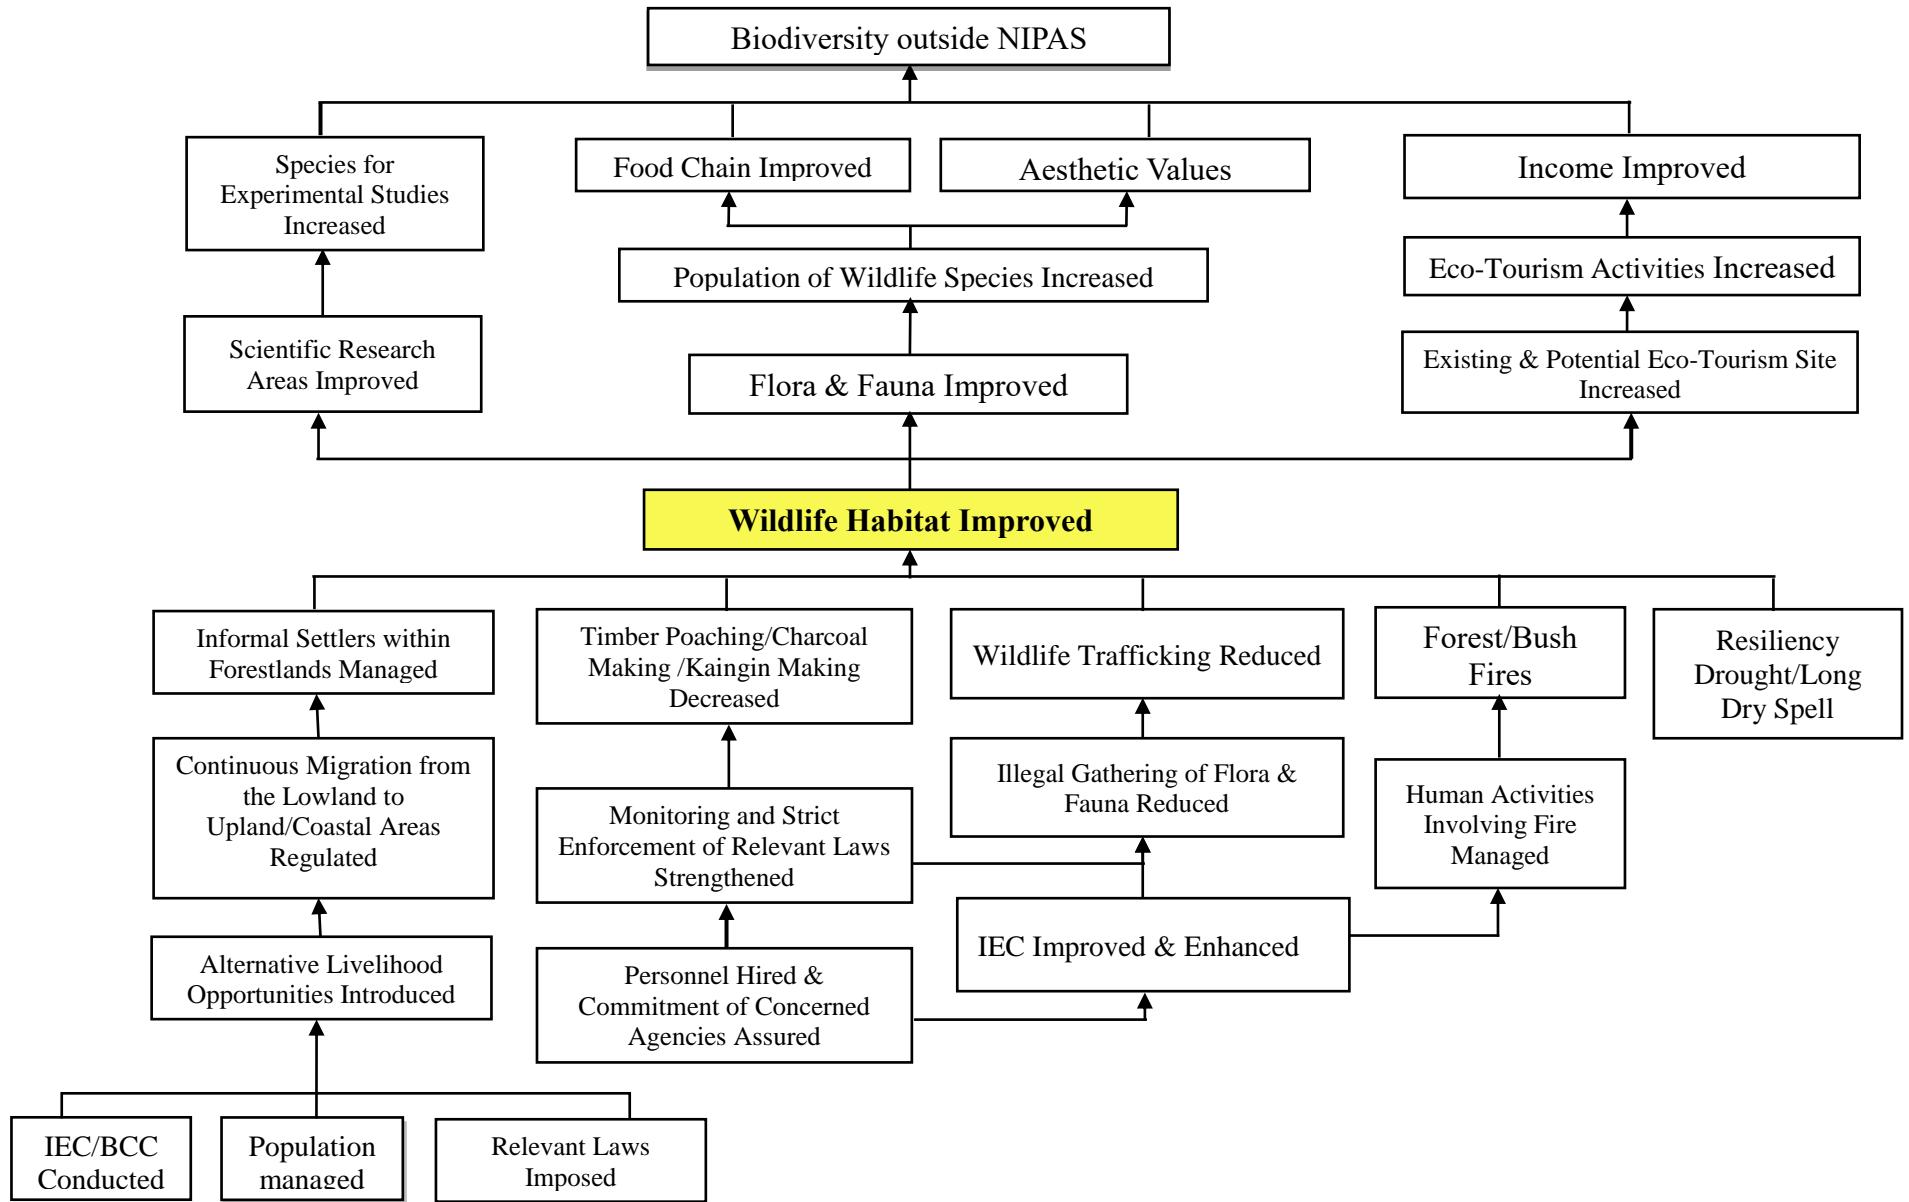 Biodiversity outside NIPAS
Species for
Experimental Studies
Increased
Food Chain Improved
Aesthetic Values
Income Improved
Population of Wildlife Species Increased
Eco-Tourism Activities Increased
Scientific Research
Areas Improved
Flora & Fauna Improved
Existing & Potential Eco-Tourism Site
Increased
Wildlife Habitat Improved
Informal Settlers within
Forestlands Managed
Timber Poaching/Charcoal
Making /Kaingin Making
Decreased
Wildlife Trafficking Reduced
Forest/Bush
Fires
Resiliency
Drought/Long
Dry Spell
Continuous Migration from
the Lowland to
Upland/Coastal Areas
Regulated
Monitoring and Strict
Enforcement of Relevant Laws
Strengthened
Illegal Gathering of Flora &
Fauna Reduced
Human Activities
Involving Fire
Managed
Alternative Livelihood
Opportunities Introduced
Personnel Hired &
Commitment of Concerned
Agencies Assured
IEC Improved & Enhanced
IEC/BCC
Conducted
Population
managed
Relevant Laws
Imposed